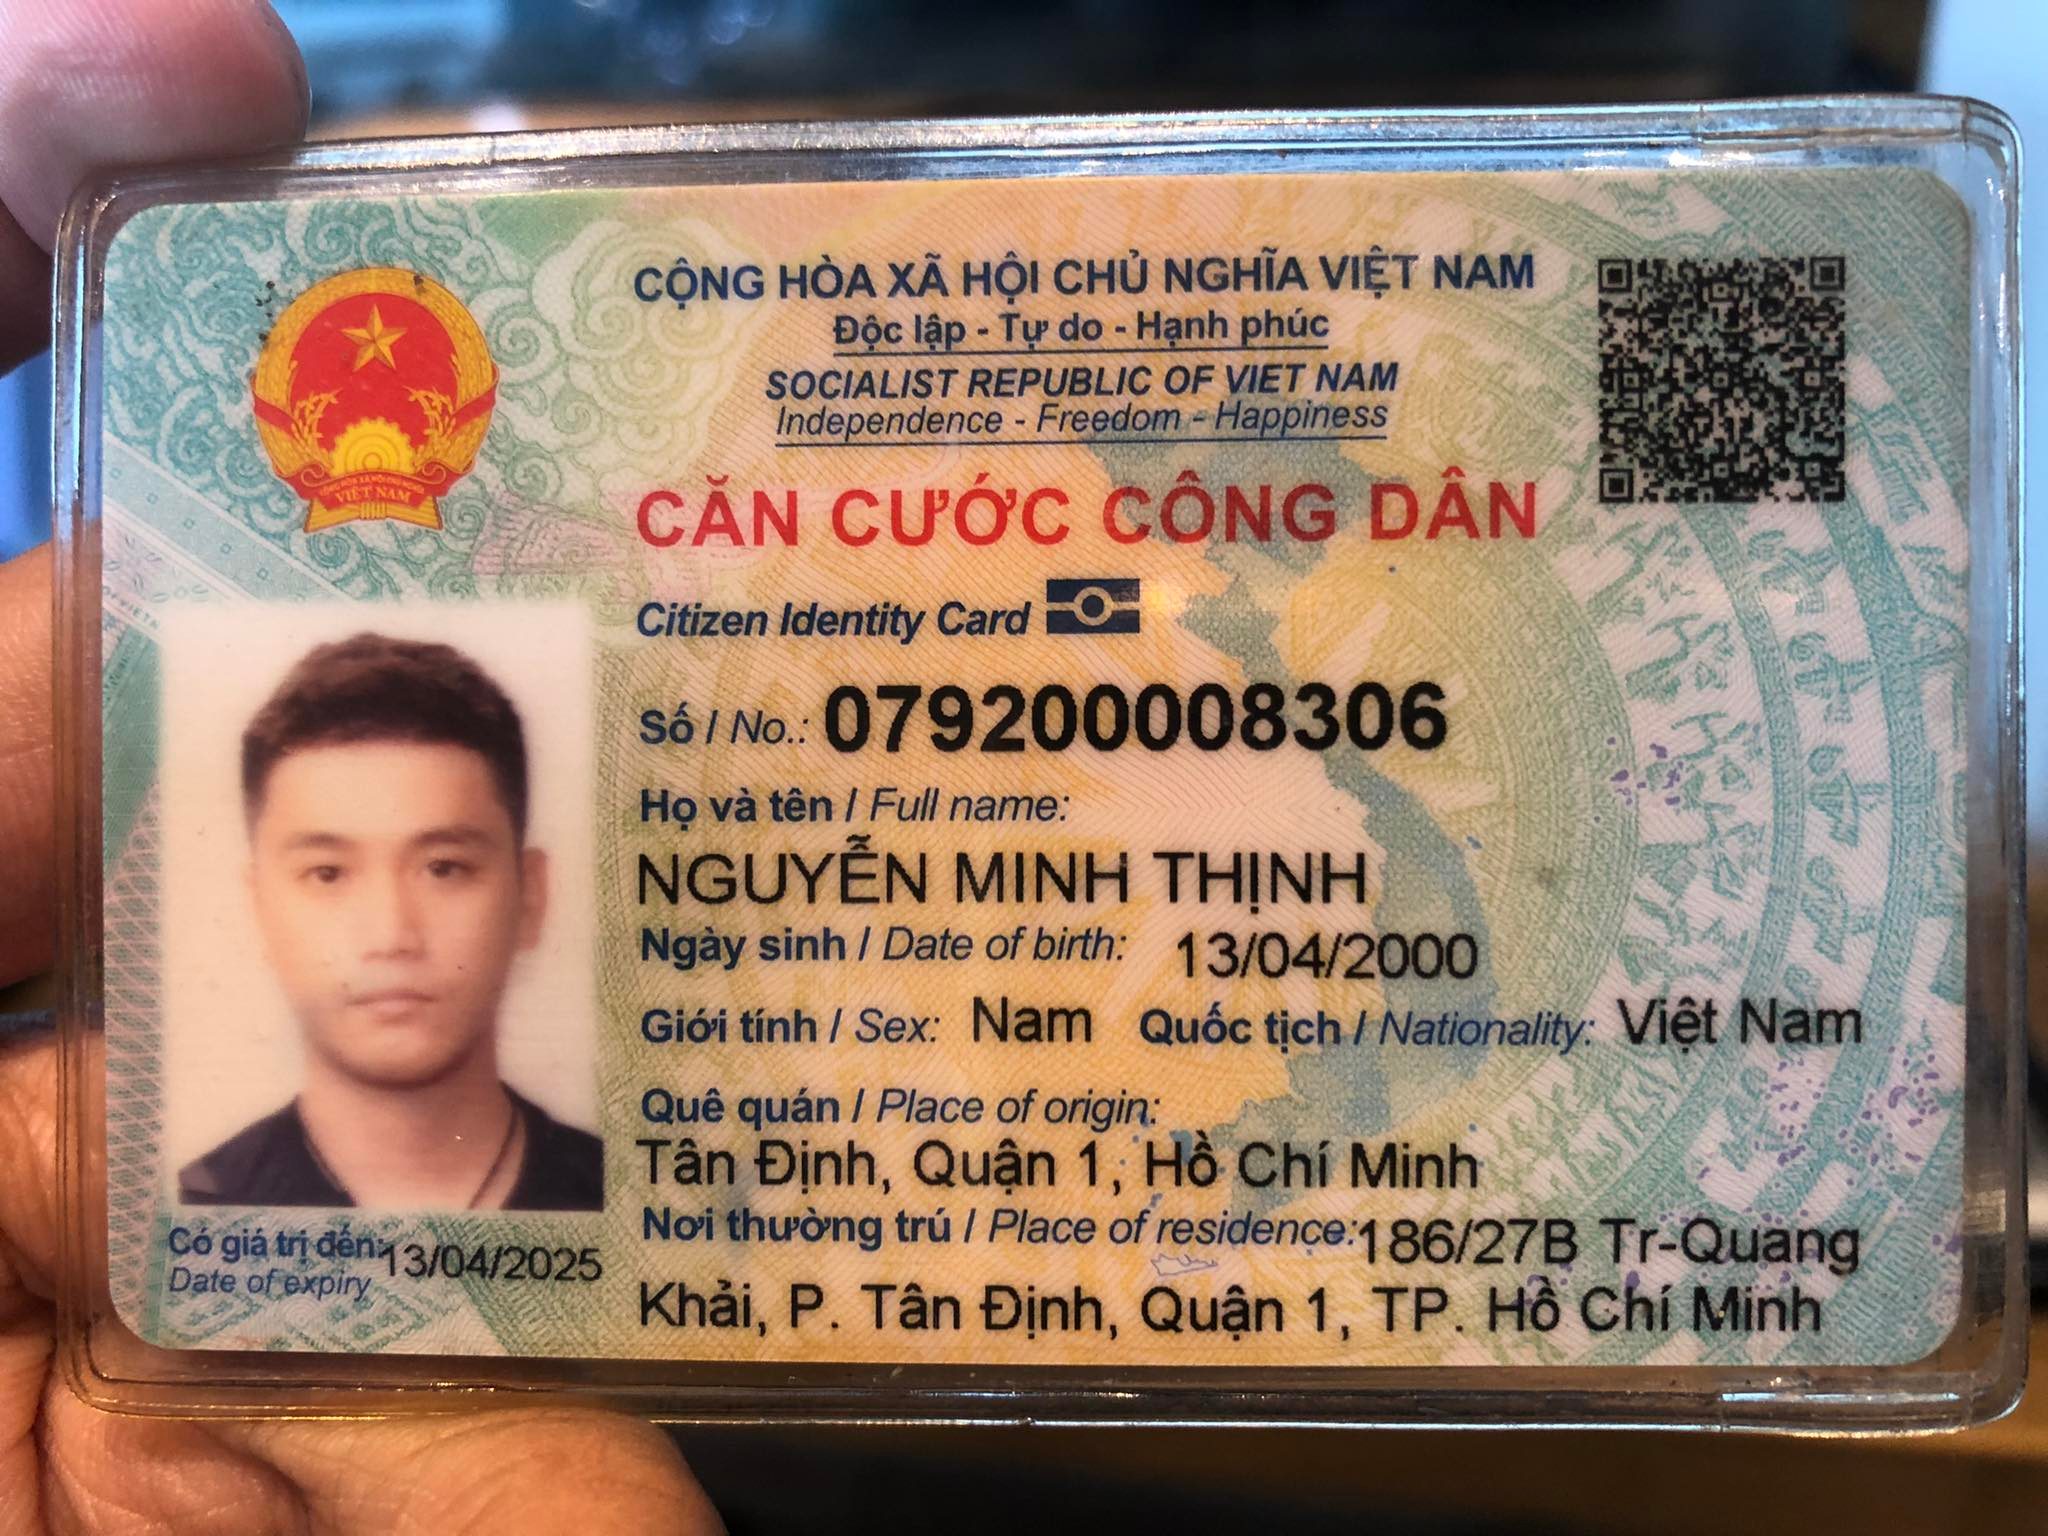 CỘNG HÒA XÃ HỘI CHỦ NGHĨA VIỆT NAM
Độc lập - Tự do - Hạnh phúc
SOCIALIST REPUBLIC OF VIET NAM
Independence - Freedom - Happiness
VIỆT NAM
CĂN CƯỚC CÔNG DÂN
Citizen Identity Card
Số / No.: 079200008306
Họ và tên / Full name:
NGUYỄN MINH THỊNH
Ngày sinh / Date of birth: 13/04/2000
Giới tính / Sex: Nam Quốc tịch / Nationality: Việt Nam
Quê quán / Place of origin:
Tân Định, Quận 1, Hồ Chí Minh
Nơi thường trú / Place of residence: 186/27B Tr-Quang
Khải, P. Tân Định, Quận 1, TP. Hồ Chí Minh
Có giá trị đến: 13/04/2025
Date of expiry